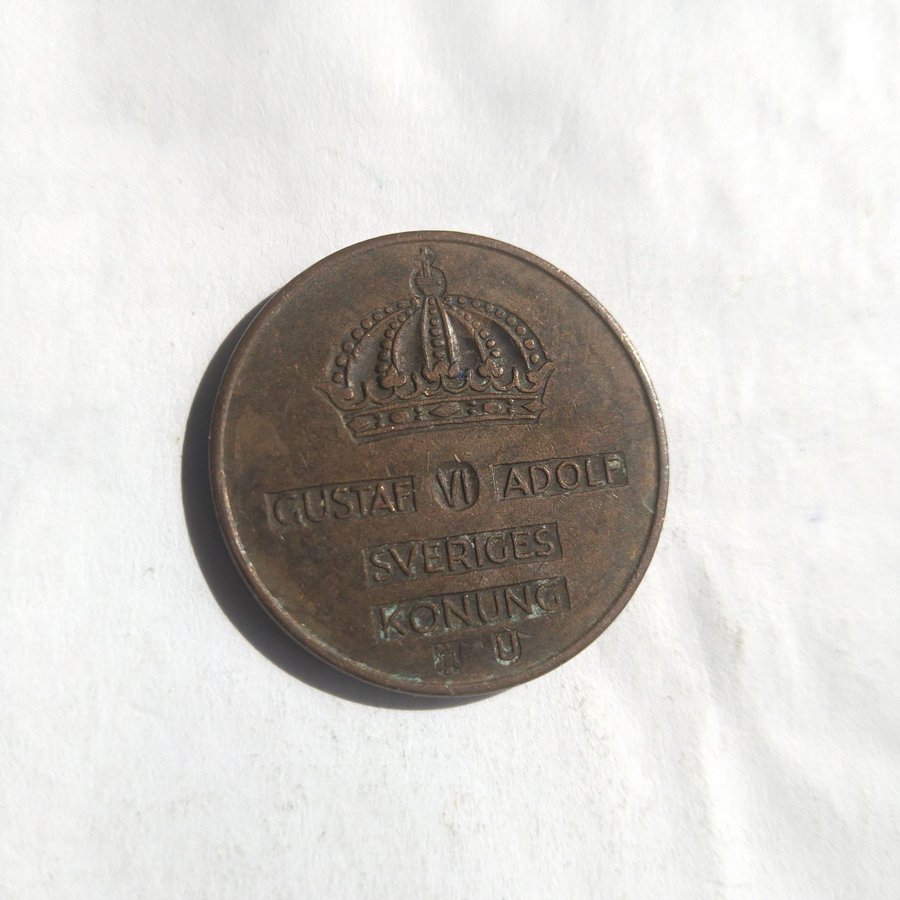 GUSTAF VI ADOLF
SVERIGES
KONUNG
U